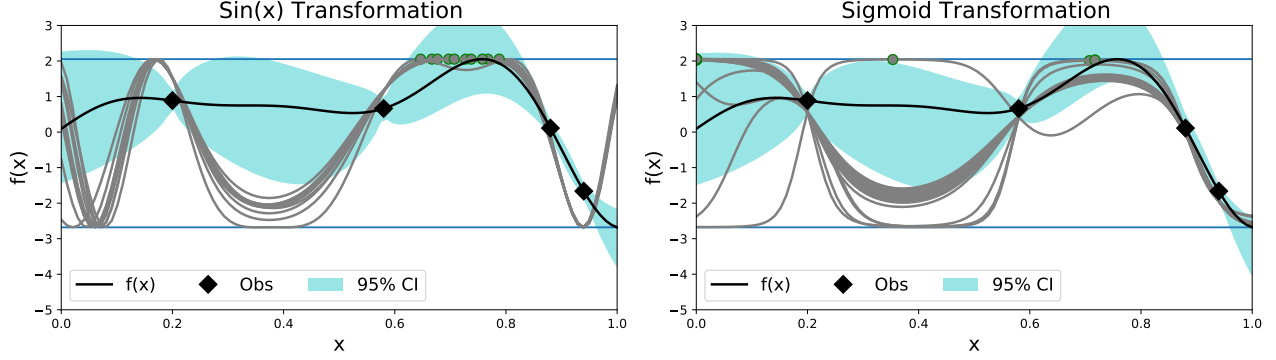 Sin(x) Transformation
3
2
1
0
−1
−2
−3
−4
−5
f(x)
f(x) Obs 95% CI
0.0 0.2 0.4 0.6 0.8 1.0
x
Sigmoid Transformation
3
2
1
0
−1
−2
−3
−4
−5
f(x)
f(x) Obs 95% CI
0.0 0.2 0.4 0.6 0.8 1.0
x